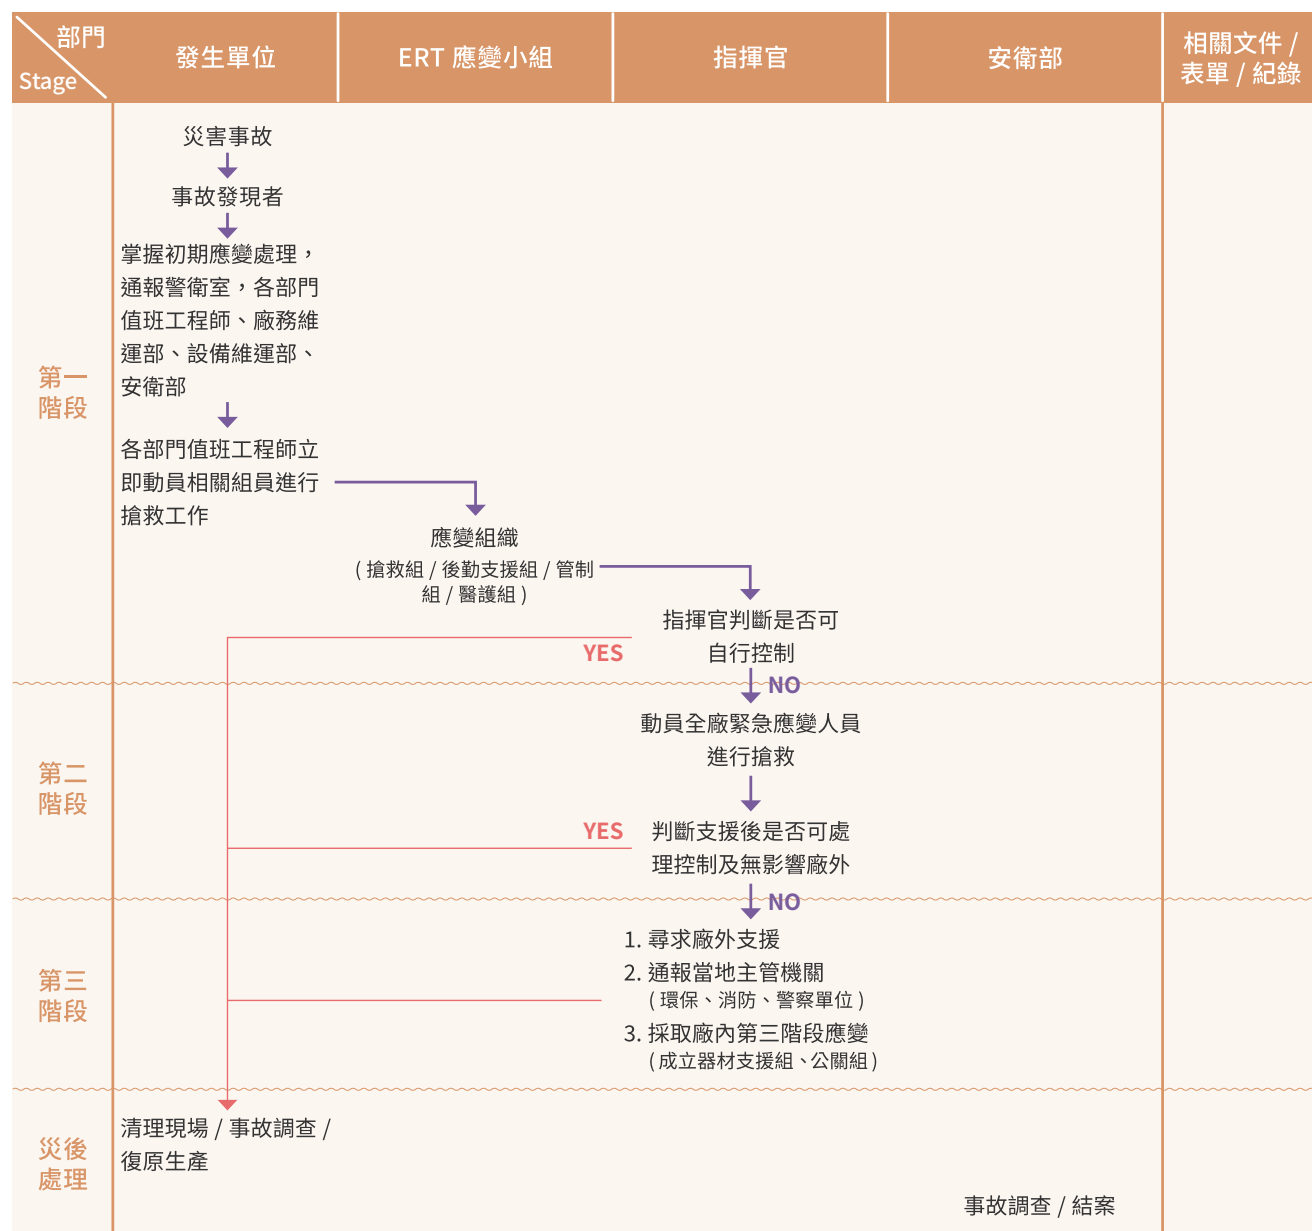 部門
Stage
發生單位
ERT 應變小組
指揮官
安衛部
相關文件 /
表單 / 紀錄
第一
階段
災害事故
事故發現者
掌握初期應變處理，
通報警衛室，各部門
值班工程師、廠務維
運部、設備維運部、
安衛部
各部門值班工程師立
即動員相關組員進行
搶救工作
應變組織
( 搶救組 / 後勤支援組 / 管制
組 / 醫護組 )
指揮官判斷是否可
自行控制
YES
NO
第二
階段
動員全廠緊急應變人員
進行搶救
YES
判斷支援後是否可處
理控制及無影響廠外
NO
第三
階段
1. 尋求廠外支援
2. 通報當地主管機關
( 環保、消防、警察單位 )
3. 採取廠內第三階段應變
( 成立器材支援組、公關組 )
災後
處理
清理現場 / 事故調查 /
復原生產
事故調查 / 結案